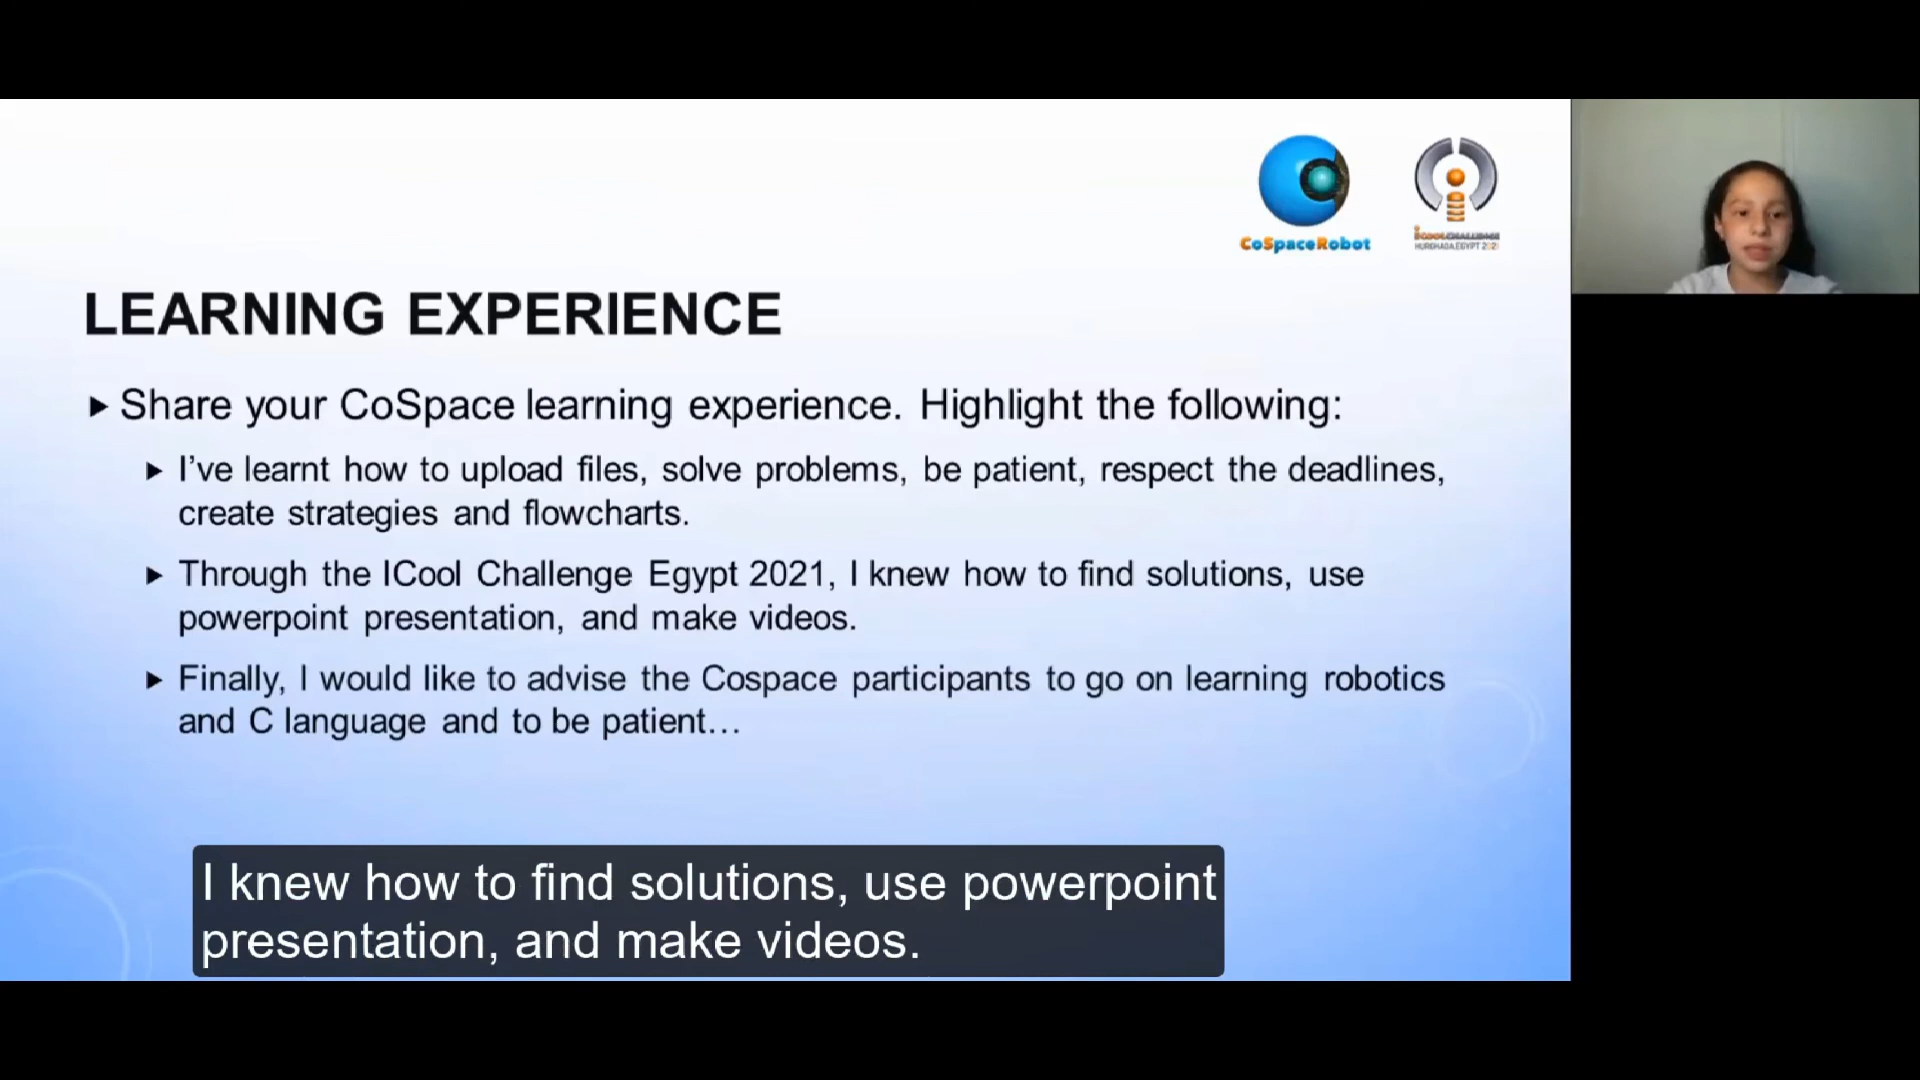 CoSpaceRobot
HURGHADA, EGYPT 2021
LEARNING EXPERIENCE
Share your CoSpace learning experience. Highlight the following:
I’ve learnt how to upload files, solve problems, be patient, respect the deadlines,
create strategies and flowcharts.
Through the ICool Challenge Egypt 2021, I knew how to find solutions, use
powerpoint presentation, and make videos.
Finally, I would like to advise the Cospace participants to go on learning robotics
and C language and to be patient…
I knew how to find solutions, use powerpoint
presentation, and make videos.